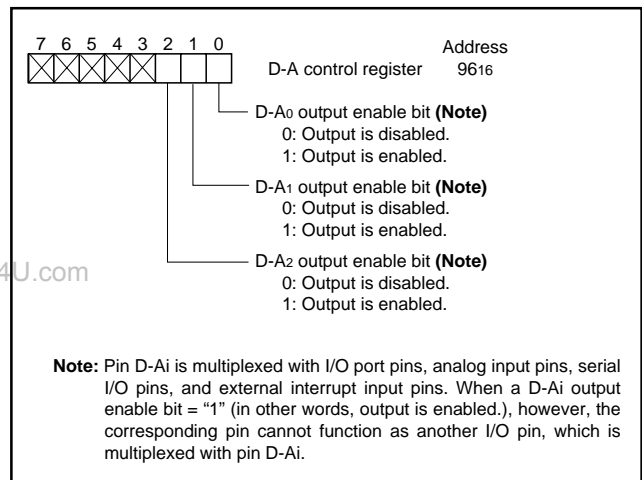 7 6 5 4 3 2 1 0
Address
D-A control register 9616
D-A0 output enable bit (Note)
0: Output is disabled.
1: Output is enabled.
D-A1 output enable bit (Note)
0: Output is disabled.
1: Output is enabled.
4U.com
D-A2 output enable bit (Note)
0: Output is disabled.
1: Output is enabled.
Note: Pin D-Ai is multiplexed with I/O port pins, analog input pins, serial
I/O pins, and external interrupt input pins. When a D-Ai output
enable bit = “1” (in other words, output is enabled.), however, the
corresponding pin cannot function as another I/O pin, which is
multiplexed with pin D-Ai.